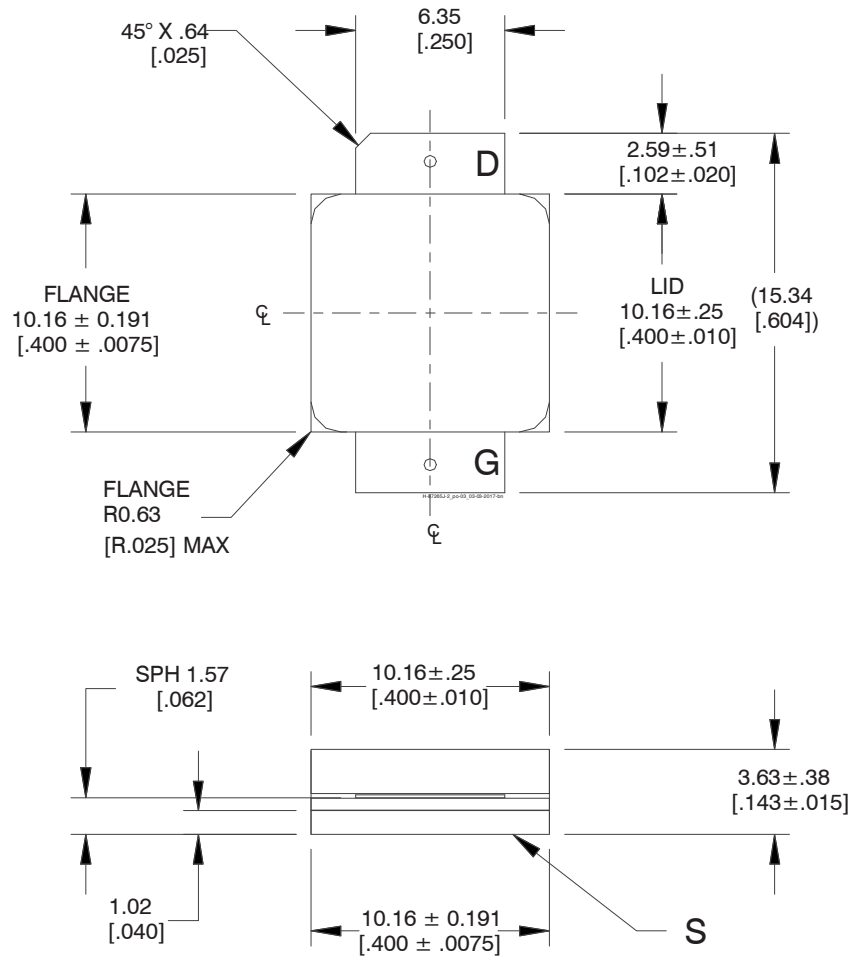 6.35
[.250]
45° X .64
[.025]
D
2.59±.51
[.102±.020]
FLANGE
10.16 ± 0.191
[.400 ± .0075]
℄
LID
10.16±.25
[.400±.010]
(15.34
[.604])
G
FLANGE
R0.63
[R.025] MAX
℄
SPH 1.57
[.062]
10.16±.25
[.400±.010]
3.63±.38
[.143±.015]
1.02
[.040]
10.16 ± 0.191
[.400 ± .0075]
S